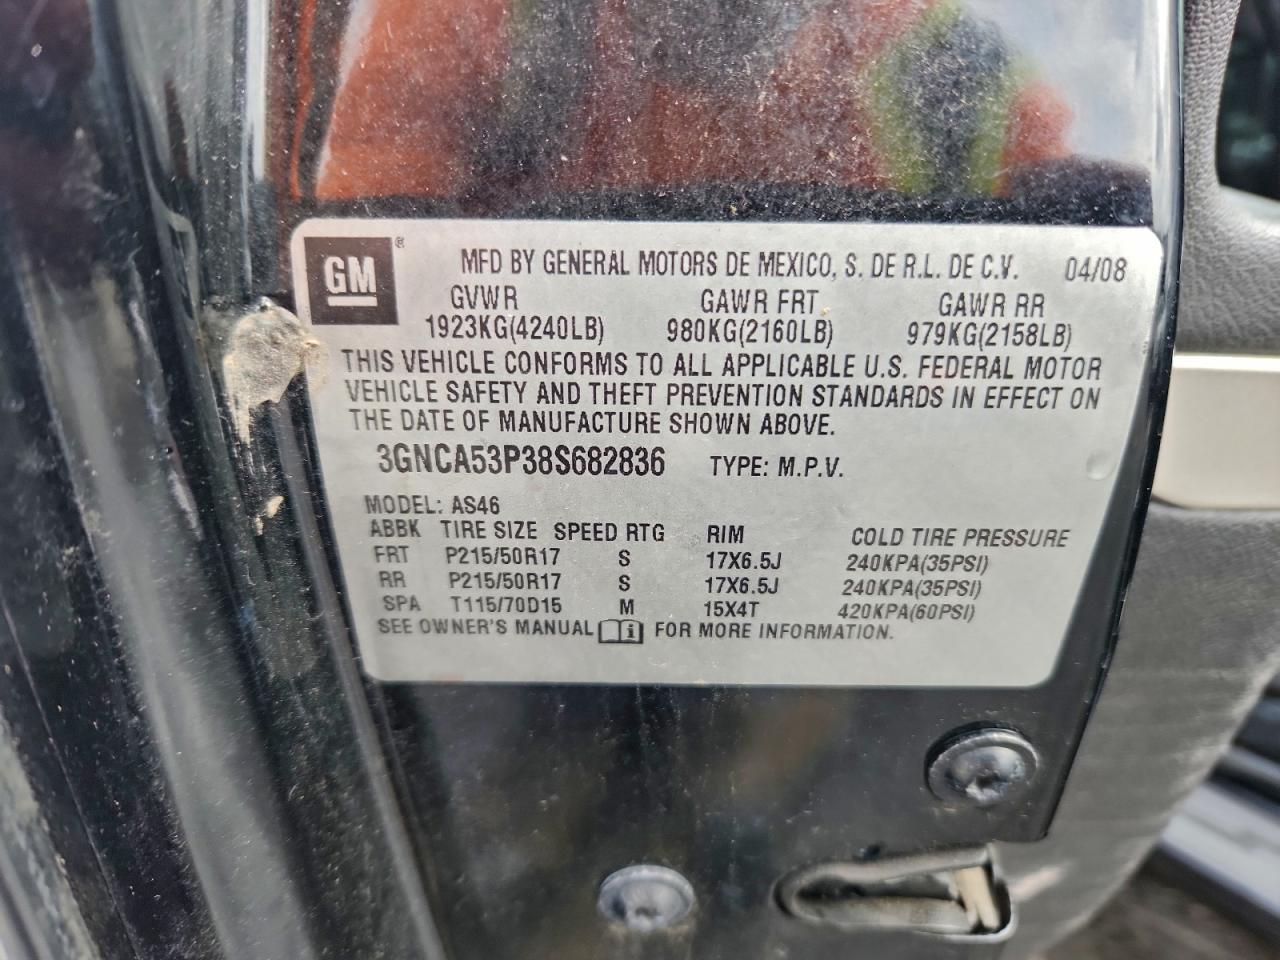 GM ®
MFD BY GENERAL MOTORS DE MEXICO, S. DE R.L. DE C.V. 04/08
GVWR GAWR FRT GAWR RR
1923KG(4240LB) 980KG(2160LB) 979KG(2158LB)
THIS VEHICLE CONFORMS TO ALL APPLICABLE U.S. FEDERAL MOTOR
VEHICLE SAFETY AND THEFT PREVENTION STANDARDS IN EFFECT ON
THE DATE OF MANUFACTURE SHOWN ABOVE.
3GNCA53P38S682836 TYPE: M.P.V.
MODEL: AS46
ABBK TIRE SIZE SPEED RTG RIM COLD TIRE PRESSURE
FRT P215/50R17 S 17X6.5J 240KPA(35PSI)
RR P215/50R17 S 17X6.5J 240KPA(35PSI)
SPA T115/70D15 M 15X4T 420KPA(60PSI)
SEE OWNER'S MANUAL i FOR MORE INFORMATION.